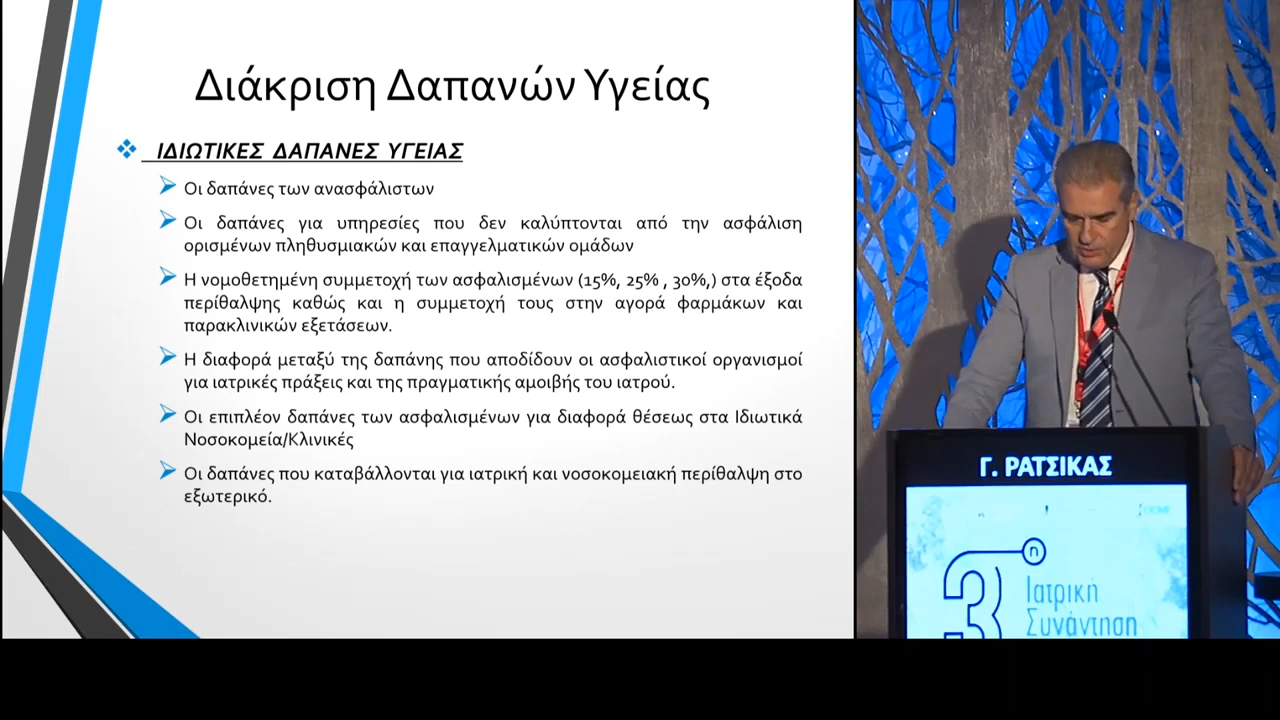 Διάκριση Δαπανών Υγείας
ΙΔΙΩΤΙΚΕΣ ΔΑΠΑΝΕΣ ΥΓΕΙΑΣ
Οι δαπάνες των ανασφάλιστων
Οι δαπάνες για υπηρεσίες που δεν καλύπτονται από την ασφάλιση
ορισμένων πληθυσμιακών και επαγγελματικών ομάδων
Η νομοθετημένη συμμετοχή των ασφαλισμένων (15%, 25% , 30%,) στα έξοδα
περίθαλψης καθώς και η συμμετοχή τους στην αγορά φαρμάκων και
παρακλινικών εξετάσεων.
Η διαφορά μεταξύ της δαπάνης που αποδίδουν οι ασφαλιστικοί οργανισμοί
για ιατρικές πράξεις και της πραγματικής αμοιβής του ιατρού.
Οι επιπλέον δαπάνες των ασφαλισμένων για διαφορά θέσεως στα Ιδιωτικά
Νοσοκομεία/Κλινικές
Οι δαπάνες που καταβάλλονται για ιατρική και νοσοκομειακή περίθαλψη στο
εξωτερικό.
Γ. ΡΑΤΣΙΚΑΣ
3η
Ιατρική
Συνάντηση